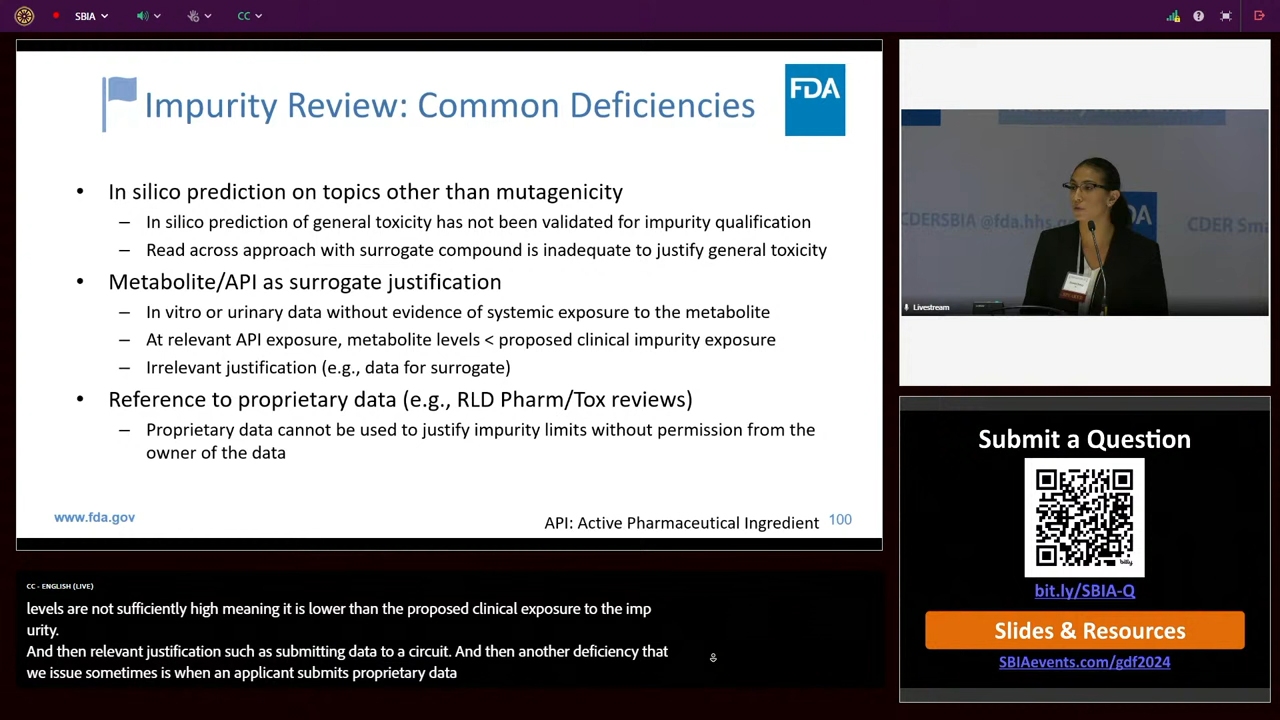 SBIA
CC
Impurity Review: Common Deficiencies
FDA
• In silico prediction on topics other than mutagenicity
– In silico prediction of general toxicity has not been validated for impurity qualification
– Read across approach with surrogate compound is inadequate to justify general toxicity
• Metabolite/API as surrogate justification
– In vitro or urinary data without evidence of systemic exposure to the metabolite
– At relevant API exposure, metabolite levels < proposed clinical impurity exposure
– Irrelevant justification (e.g., data for surrogate)
• Reference to proprietary data (e.g., RLD Pharm/Tox reviews)
– Proprietary data cannot be used to justify impurity limits without permission from the
owner of the data
www.fda.gov
API: Active Pharmaceutical Ingredient
100
CC - ENGLISH (LIVE)
levels are not sufficiently high meaning it is lower than the proposed clinical exposure to the imp
urity.
And then relevant justification such as submitting data to a circuit. And then another deficiency that
we issue sometimes is when an applicant submits proprietary data
CDERSBIA @fda.hhs
DA
CDER Sma
Livestream
Submit a Question
bitly
bit.ly/SBIA-Q
Slides & Resources
SBIAevents.com/gdf2024